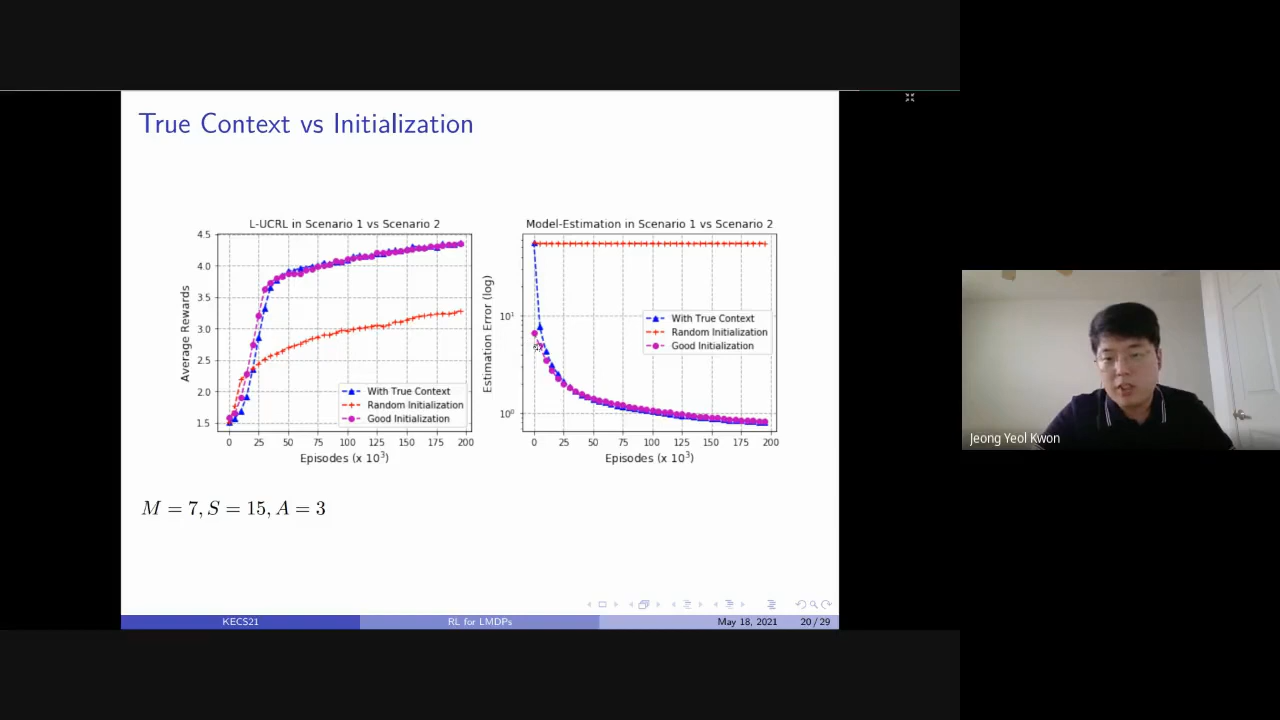 True Context vs Initialization
L-UCRL in Scenario 1 vs Scenario 2
Average Rewards
4.5
4.0
3.5
3.0
2.5
2.0
1.5
With True Context
Random Initialization
Good Initialization
0 25 50 75 100 125 150 175 200
Episodes (x 10³)
Model-Estimation in Scenario 1 vs Scenario 2
Estimation Error (log)
10¹
10⁰
With True Context
Random Initialization
Good Initialization
0 25 50 75 100 125 150 175 200
Episodes (x 10³)
M = 7, S = 15, A = 3
KECS21 RL for LMDPs May 18, 2021 20 / 29
Jeong Yeol Kwon